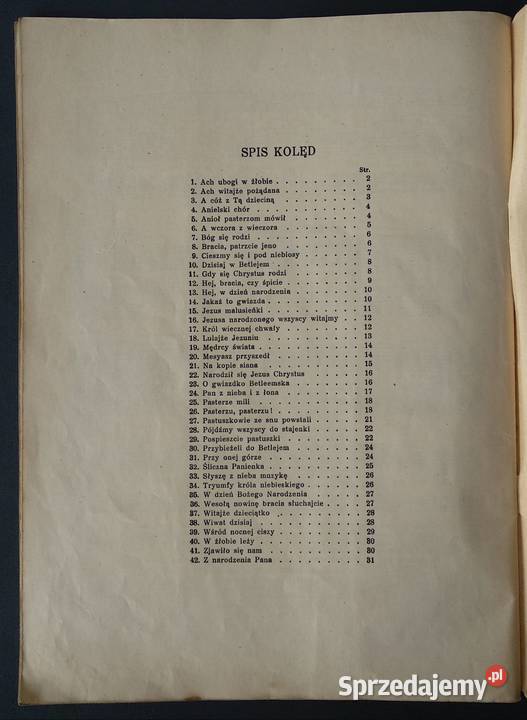 SPIS KOLĘD
Str.
1. Ach ubogi w żłobie . . . . . . . . . 2
2. Ach witajże pożądana . . . . . . . . 2
3. A cóż z Tą dzieciną . . . . . . . . 3
4. Anielski chór . . . . . . . . . . 4
5. Anioł pasterzom mówił . . . . . . . 4
6. A wczora z wieczora . . . . . . . . 5
7. Bóg się rodzi . . . . . . . . . . 6
8. Bracia, patrzcie jeno . . . . . . . . 6
9. Cieszmy się i pod niebiosy . . . . . . 7
10. Dzisiaj w Betlejem . . . . . . . . 8
11. Gdy się Chrystus rodzi . . . . . . . 8
12. Hej, bracia, czy śpicie . . . . . . . 9
13. Hej, w dzień narodzenia . . . . . . . 10
14. Jakaż to gwiazda . . . . . . . . . 10
15. Jezus malusieńki . . . . . . . . . 11
16. Jezusa narodzonego wszyscy witajmy . . 12
17. Król wiecznej chwały . . . . . . . . 12
18. Lulajże Jezuniu . . . . . . . . . 13
19. Mędrcy świata . . . . . . . . . . 14
20. Mesyasz przyszedł . . . . . . . . 14
21. Na kopie siana . . . . . . . . . 15
22. Narodził się Jezus Chrystus . . . . . 16
23. O gwiazdko Betleemska . . . . . . . 16
24. Pan z nieba i z łona . . . . . . . . 17
25. Pasterze mili . . . . . . . . . . 18
26. Pasterzu, pasterzu! . . . . . . . . 18
27. Pastuszkowie ze snu powstali . . . . . 21
28. Pójdźmy wszyscy do stajenki . . . . . 22
29. Pospieszcie pastuszki . . . . . . . . 22
30. Przybieżeli do Betlejem . . . . . . . 24
31. Przy onej górze . . . . . . . . . 24
32. Śliczna Panienka . . . . . . . . . 25
33. Słyszę z nieba muzykę . . . . . . . 26
34. Tryumfy króla niebieskiego . . . . . . 26
35. W dzień Bożego Narodzenia . . . . . 27
36. Wesołą nowinę bracia słuchajcie . . . . 27
37. Witajże dzieciątko . . . . . . . . 28
38. Wiwat dzisiaj . . . . . . . . . . 28
39. Wśród nocnej ciszy . . . . . . . . 29
40. W żłobie leży . . . . . . . . . . 30
41. Zjawiło się nam . . . . . . . . . 30
42. Z narodzenia Pana . . . . . . . . 31
Sprzedajemy.pl